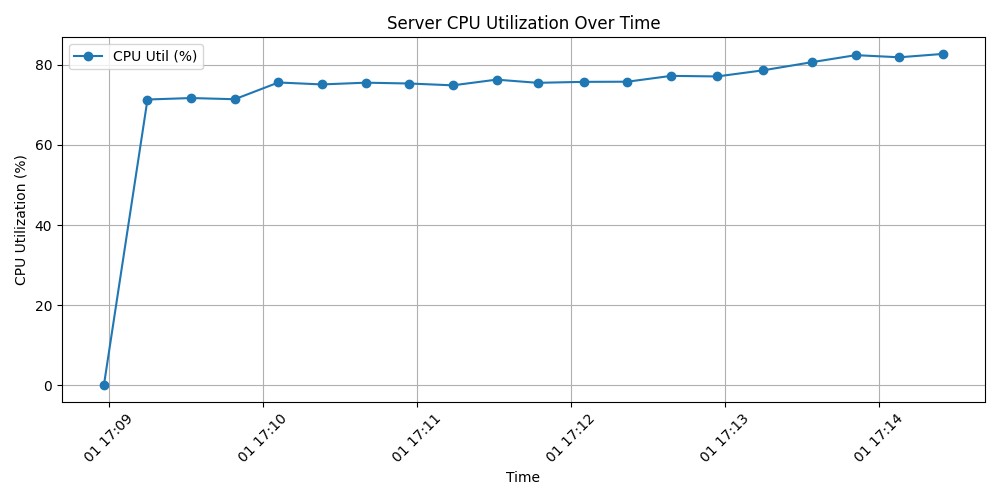 Server CPU Utilization Over Time
CPU Util (%)
CPU Utilization (%)
80
60
40
20
0
01 17:09
01 17:10
01 17:11
01 17:12
01 17:13
01 17:14
Time